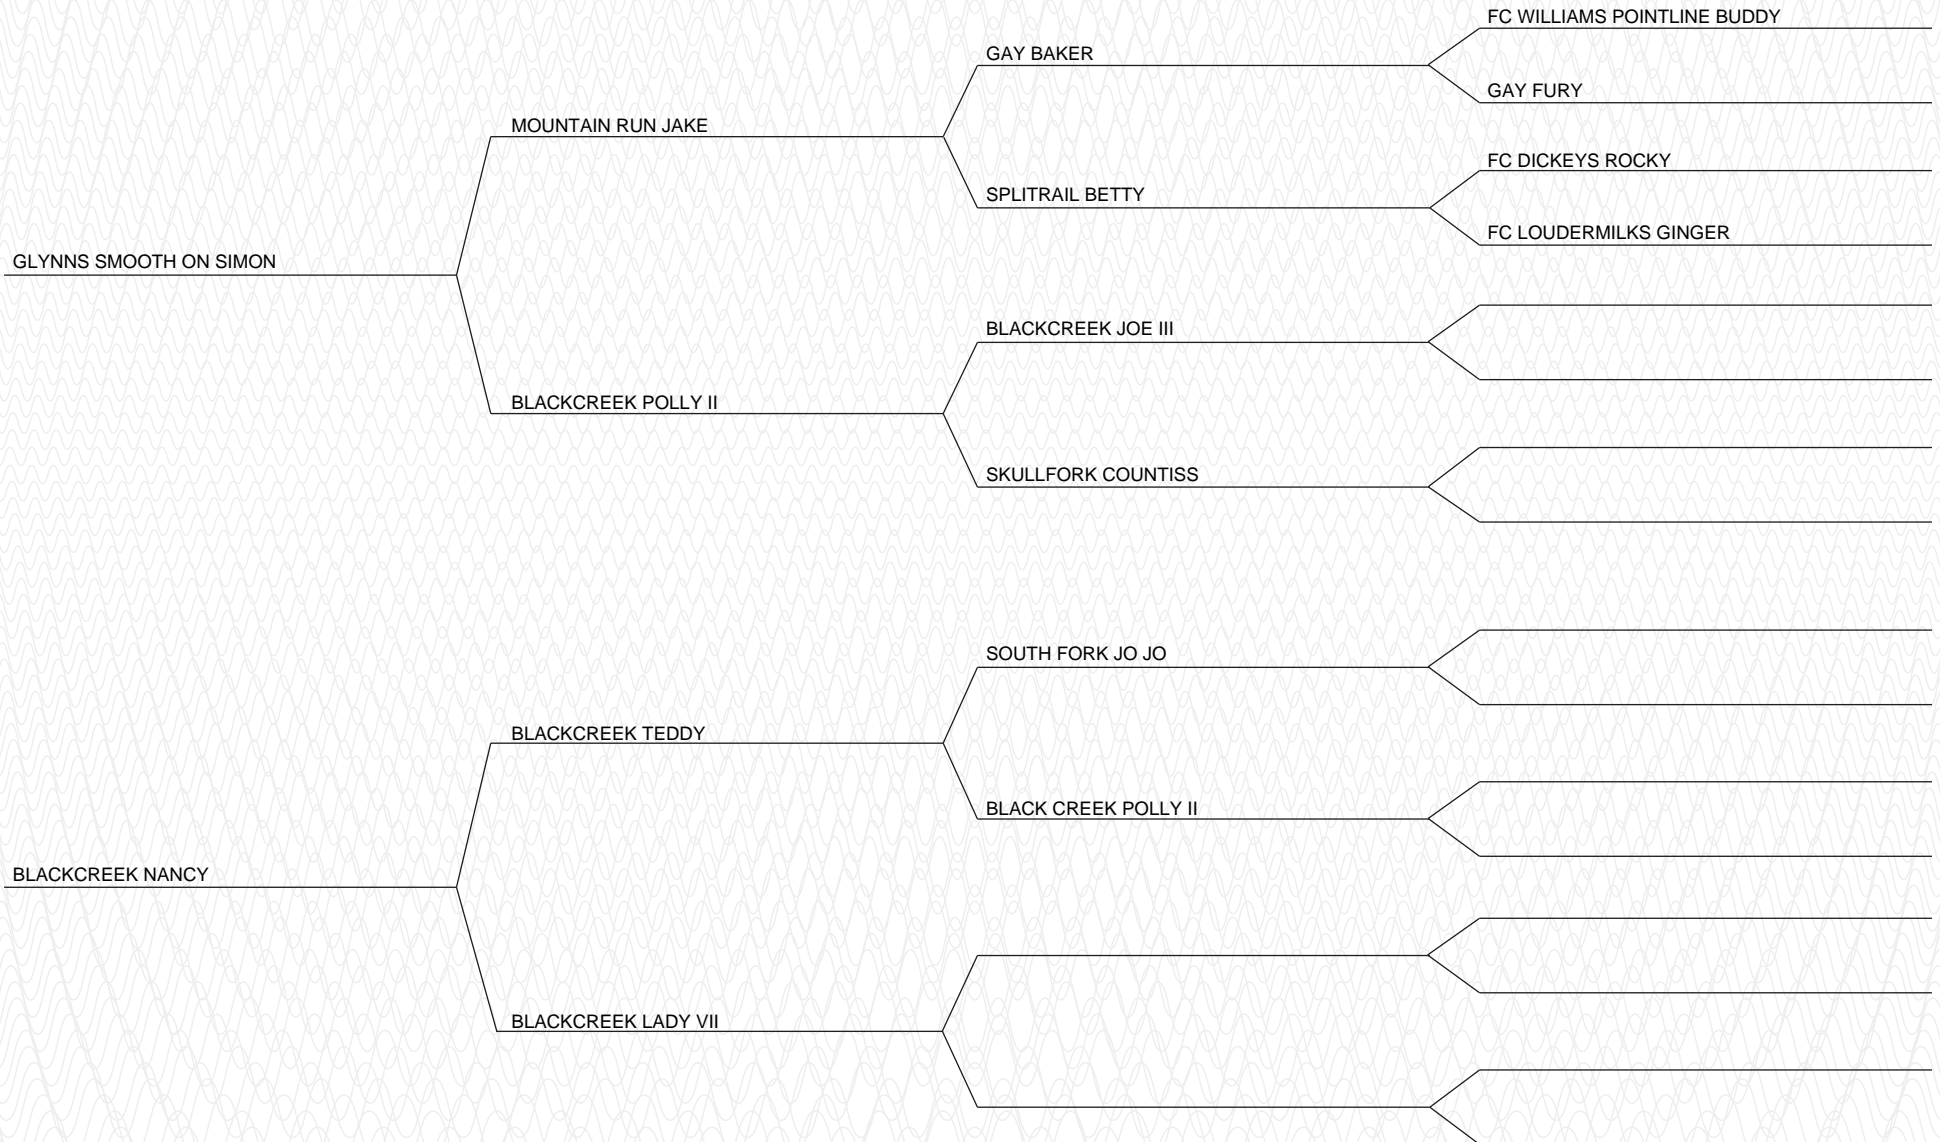 FC WILLIAMS POINTLINE BUDDY
GAY BAKER
GAY FURY
MOUNTAIN RUN JAKE
FC DICKEYS ROCKY
SPLITRAIL BETTY
FC LOUDERMILKS GINGER
GLYNNS SMOOTH ON SIMON
BLACKCREEK JOE III
BLACKCREEK POLLY II
SKULLFORK COUNTISS
SOUTH FORK JO JO
BLACKCREEK TEDDY
BLACK CREEK POLLY II
BLACKCREEK NANCY
BLACKCREEK LADY VII